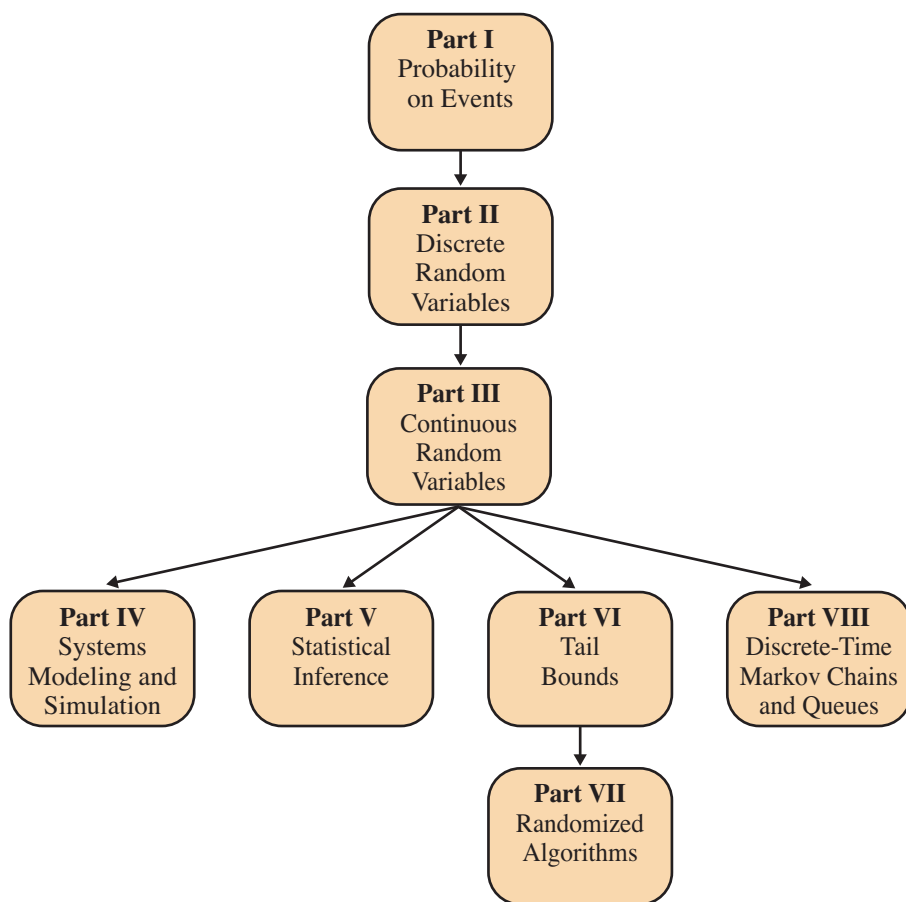 Part I
Probability
on Events
Part II
Discrete
Random
Variables
Part III
Continuous
Random
Variables
Part IV
Systems
Modeling and
Simulation
Part V
Statistical
Inference
Part VI
Tail
Bounds
Part VIII
Discrete-Time
Markov Chains
and Queues
Part VII
Randomized
Algorithms